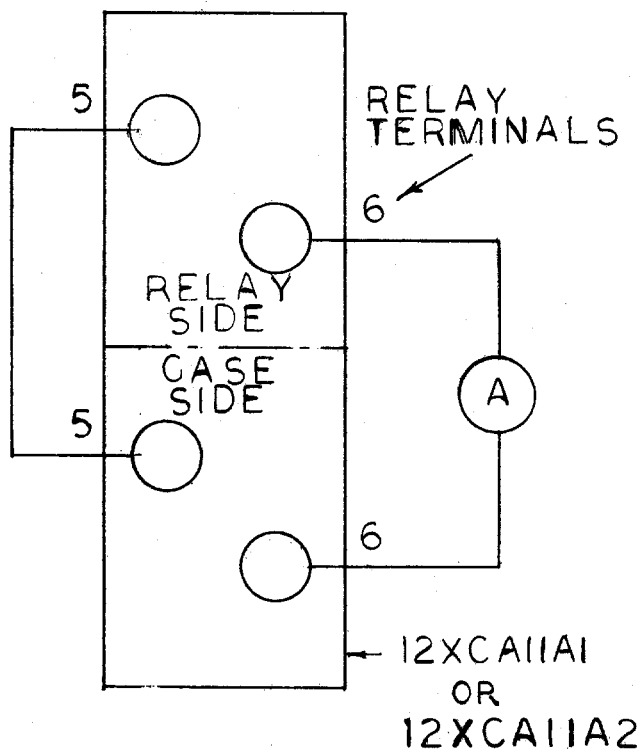 5
RELAY
TERMINALS
6
RELAY
SIDE
CASE
SIDE
5
A
6
12XCA11A1
OR
12XCA11A2